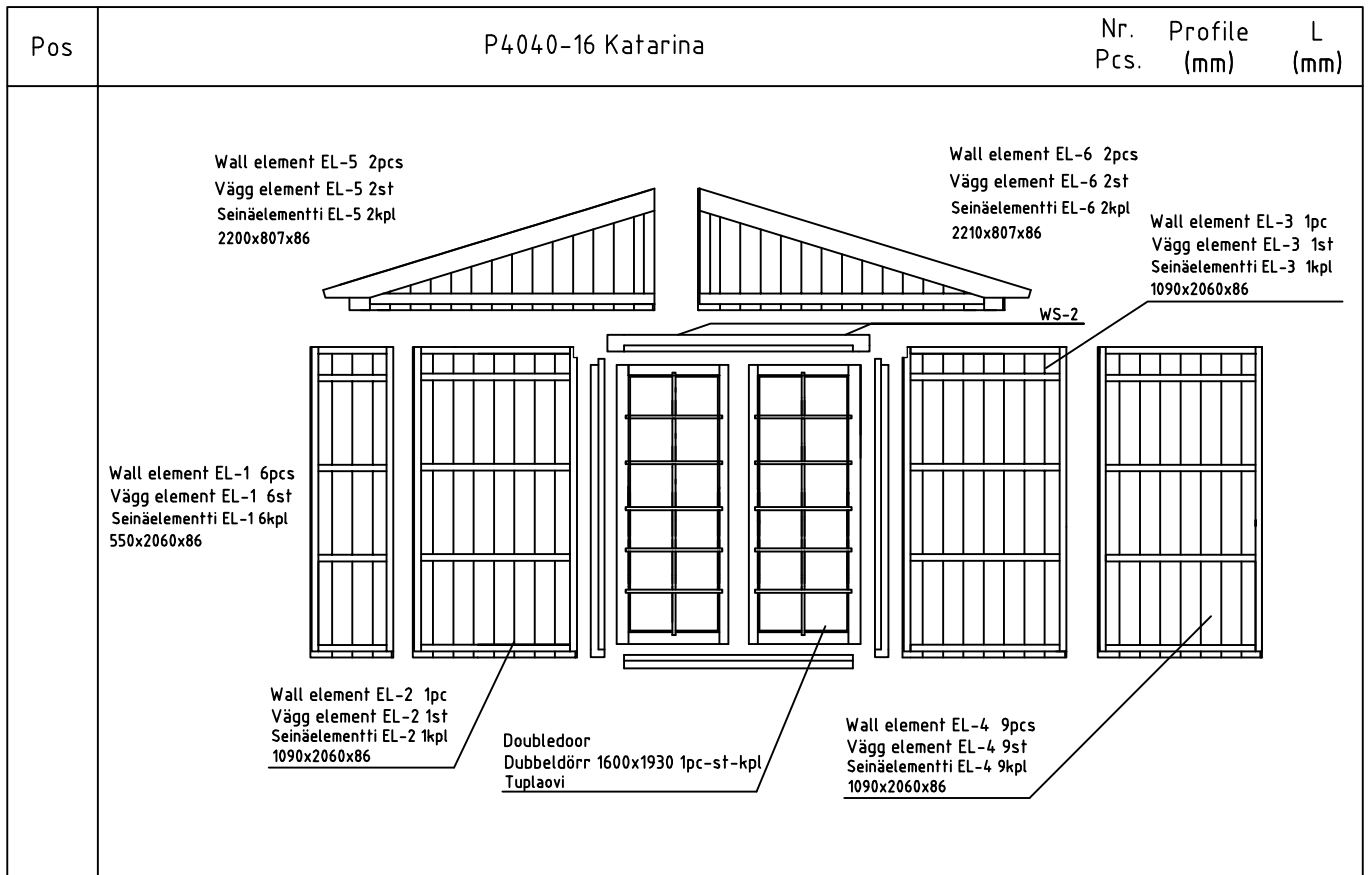 Pos
P4040-16 Katarina
Nr. Profile L
Pcs. (mm) (mm)
Wall element EL-5 2pcs
Vägg element EL-5 2st
Seinäelementti EL-5 2kpl
2200x807x86
Wall element EL-6 2pcs
Vägg element EL-6 2st
Seinäelementti EL-6 2kpl
2210x807x86
Wall element EL-3 1pc
Vägg element EL-3 1st
Seinäelementti EL-3 1kpl
1090x2060x86
WS-2
Wall element EL-1 6pcs
Vägg element EL-1 6st
Seinäelementti EL-1 6kpl
550x2060x86
Wall element EL-2 1pc
Vägg element EL-2 1st
Seinäelementti EL-2 1kpl
1090x2060x86
Doubledoor
Dubbeldörr 1600x1930 1pc-st-kpl
Tuplaovi
Wall element EL-4 9pcs
Vägg element EL-4 9st
Seinäelementti EL-4 9kpl
1090x2060x86